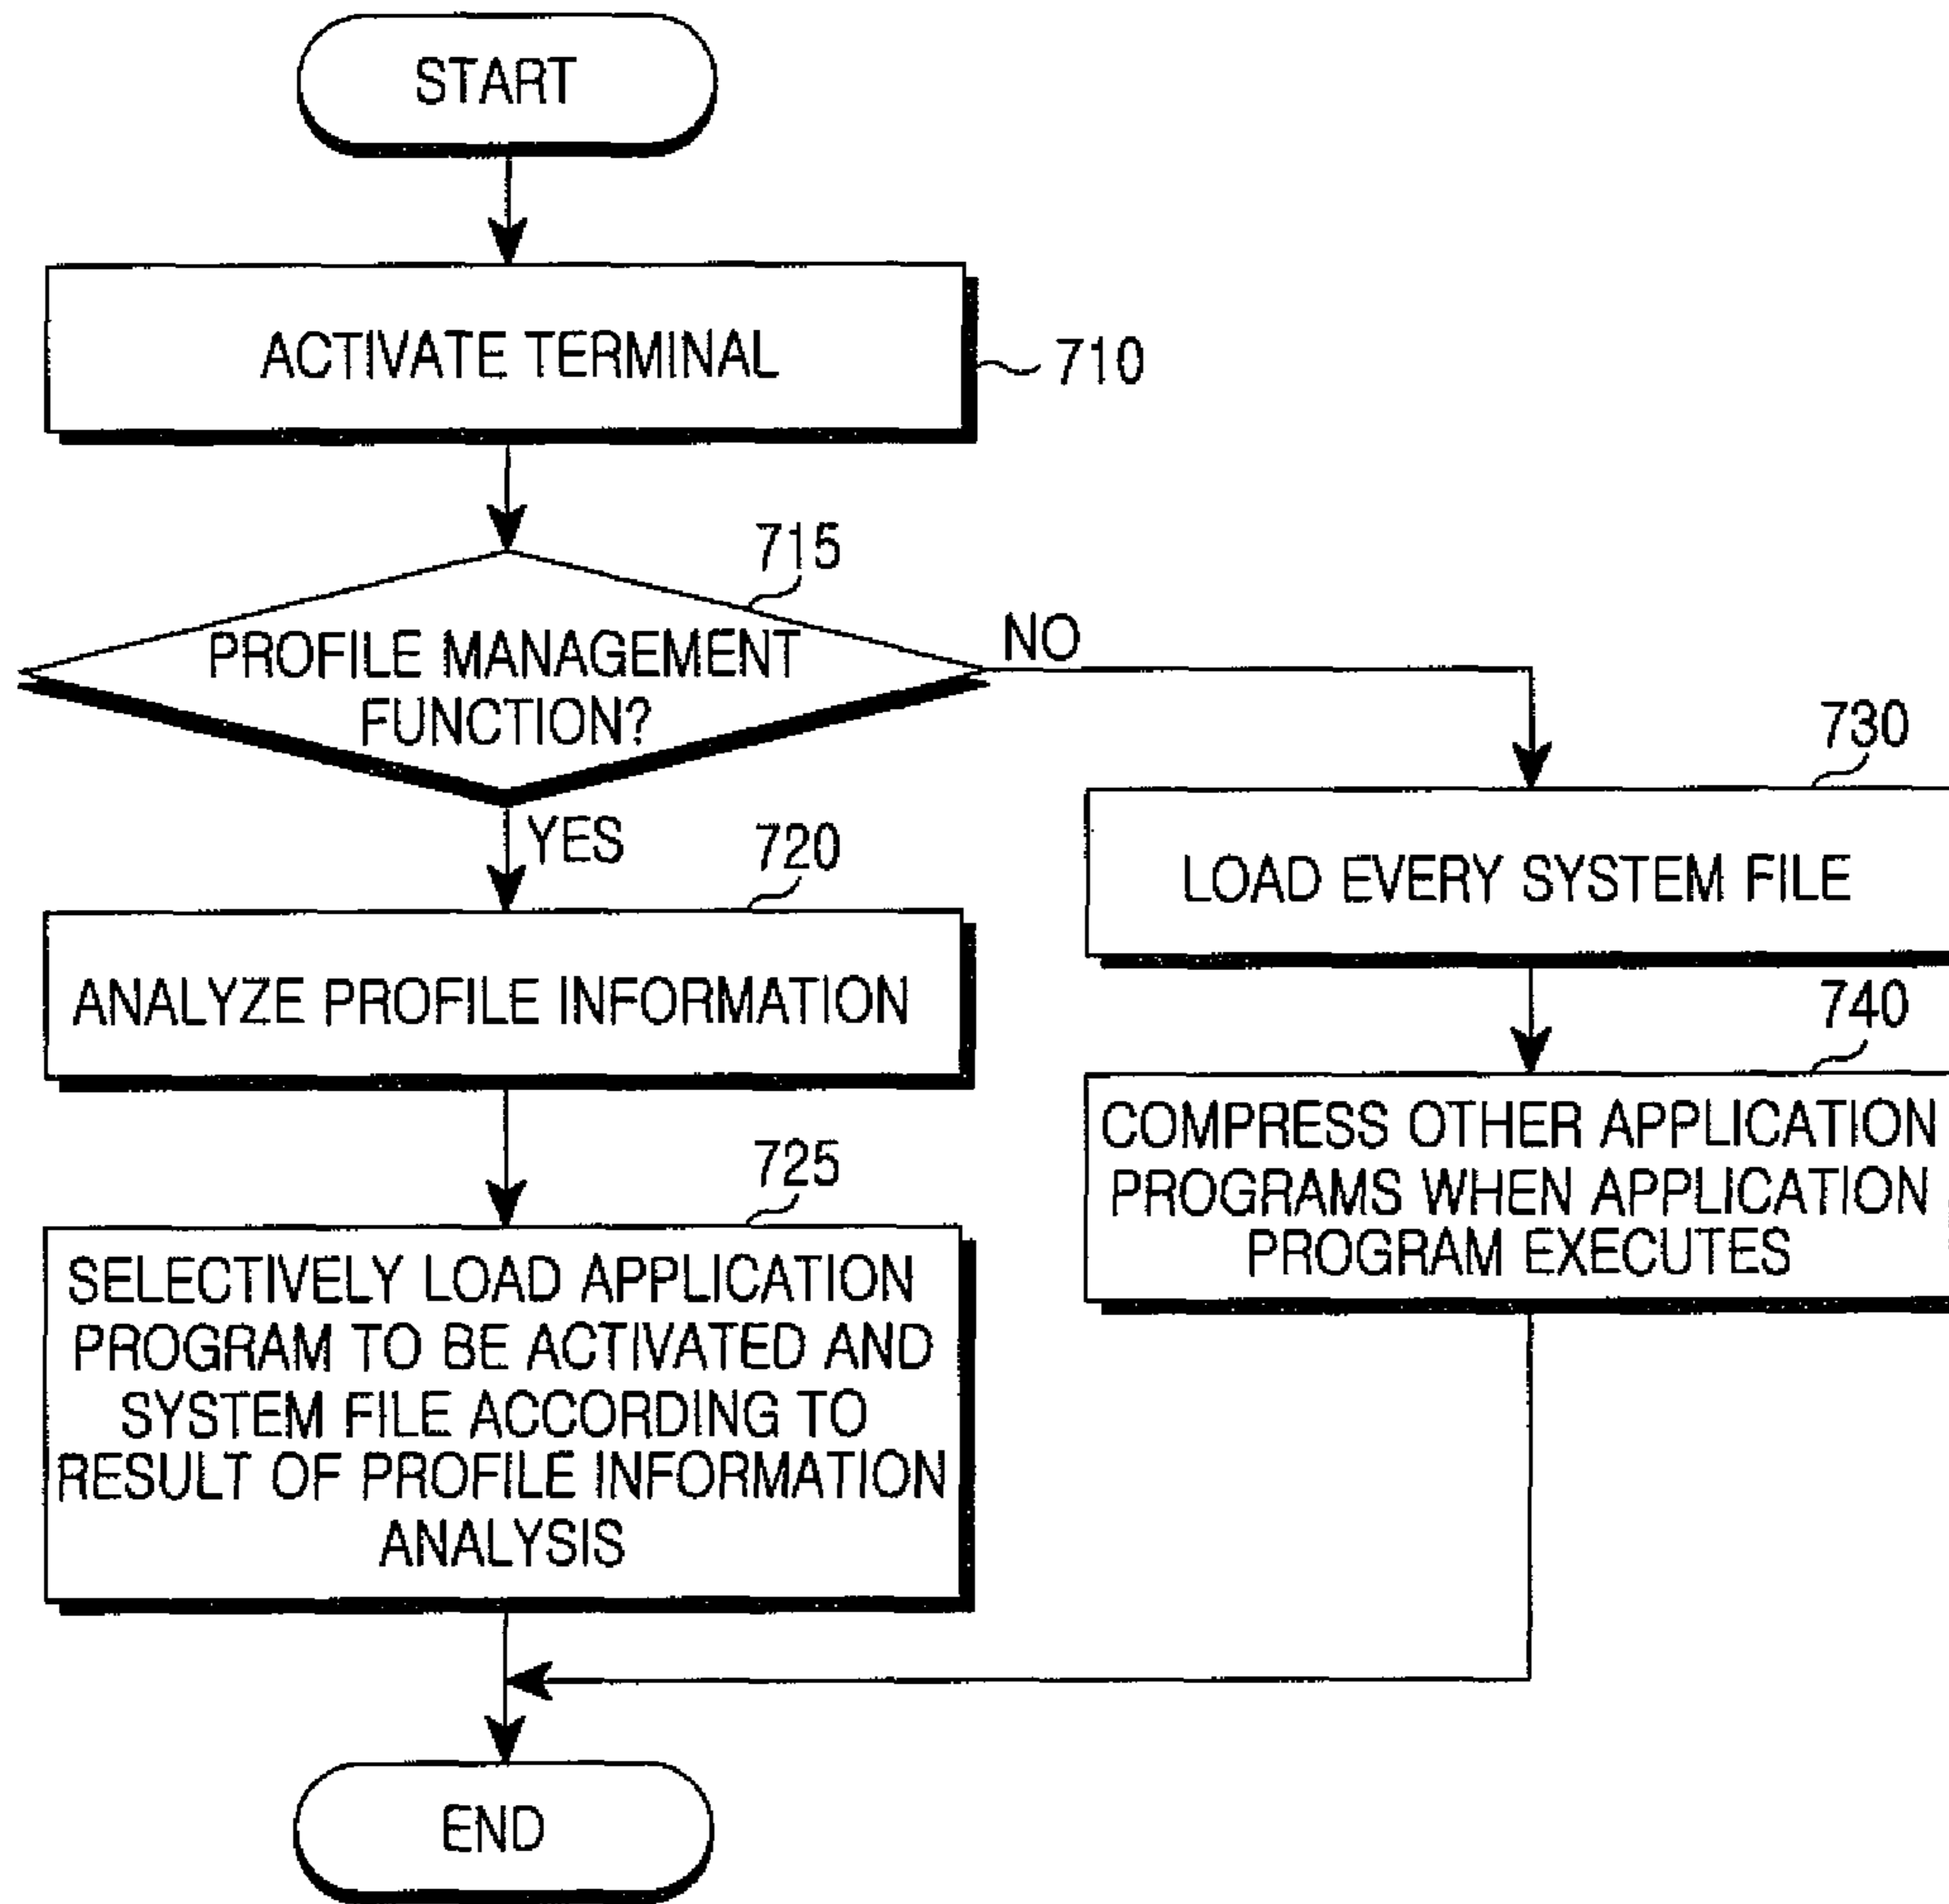 START
ACTIVATE TERMINAL
710
715
PROFILE MANAGEMENT
FUNCTION?
NO
YES
720
ANALYZE PROFILE INFORMATION
725
SELECTIVELY LOAD APPLICATION
PROGRAM TO BE ACTIVATED AND
SYSTEM FILE ACCORDING TO
RESULT OF PROFILE INFORMATION
ANALYSIS
730
LOAD EVERY SYSTEM FILE
740
COMPRESS OTHER APPLICATION
PROGRAMS WHEN APPLICATION
PROGRAM EXECUTES
END